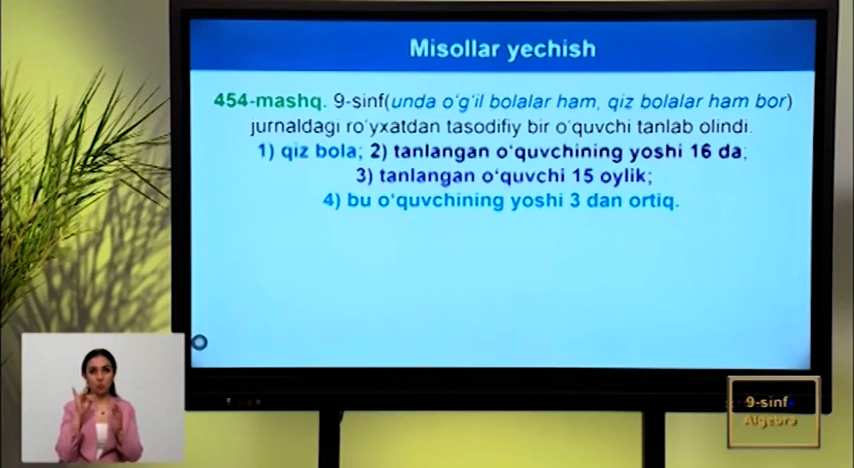 Misollar yechish
454-mashq. 9-sinf(unda o‘g‘il bolalar ham, qiz bolalar ham bor)
jurnaldagi ro‘yxatdan tasodifiy bir o‘quvchi tanlab olindi.
1) qiz bola; 2) tanlangan o‘quvchining yoshi 16 da;
3) tanlangan o‘quvchi 15 oylik;
4) bu o‘quvchining yoshi 3 dan ortiq.
9-sinf
Algebra